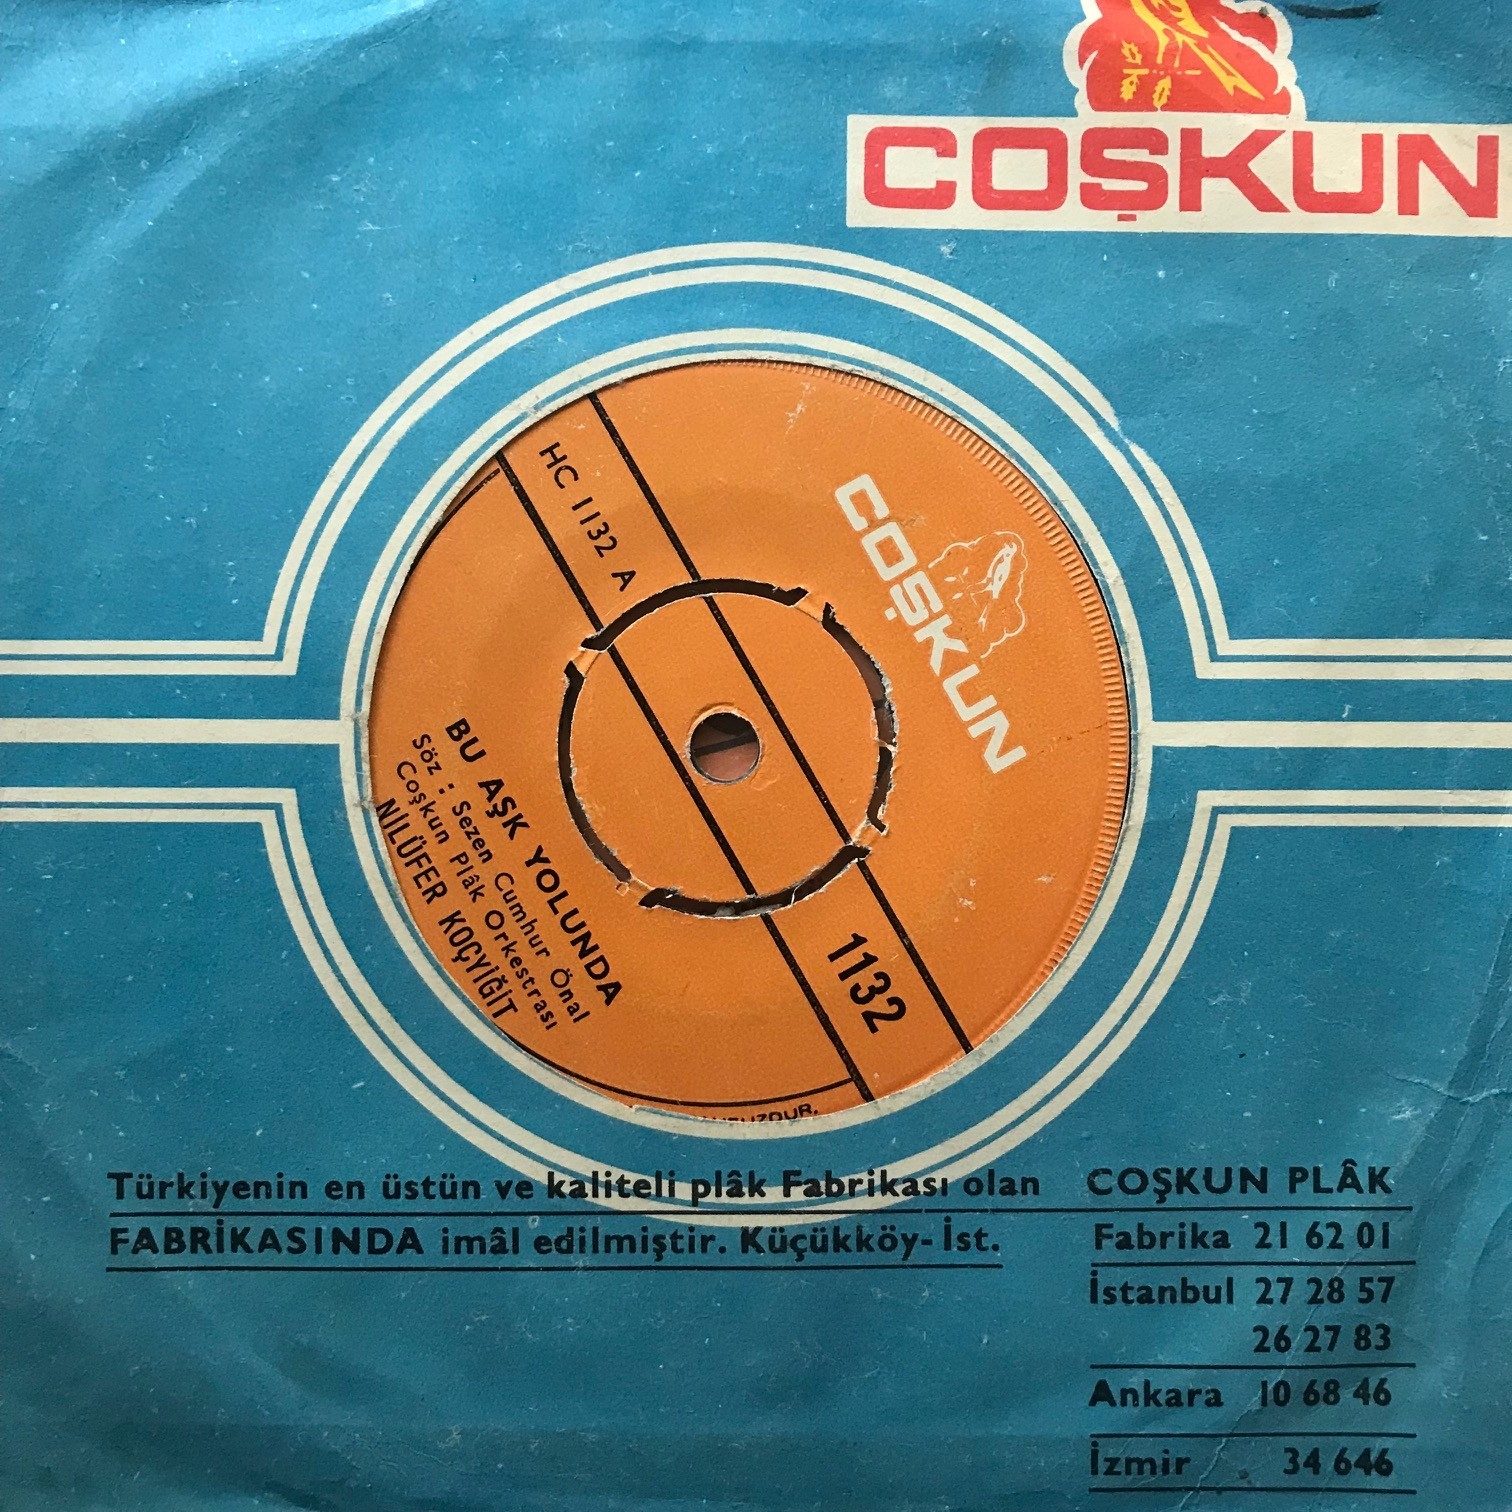 COŞKUN
COŞKUN
HC 1132 A
1132
BU AŞK YOLUNDA
Söz : Sezen Cumhur Önal
Coşkun Plâk Orkestrası
NİLÜFER KOÇYİĞİT
Türkiyenin en üstün ve kaliteli plâk Fabrikası olan
FABRİKASINDA imâl edilmiştir. Küçükköy-İst.
COŞKUN PLÂK
Fabrika 21 62 01
İstanbul 27 28 57
26 27 83
Ankara 10 68 46
İzmir 34 646